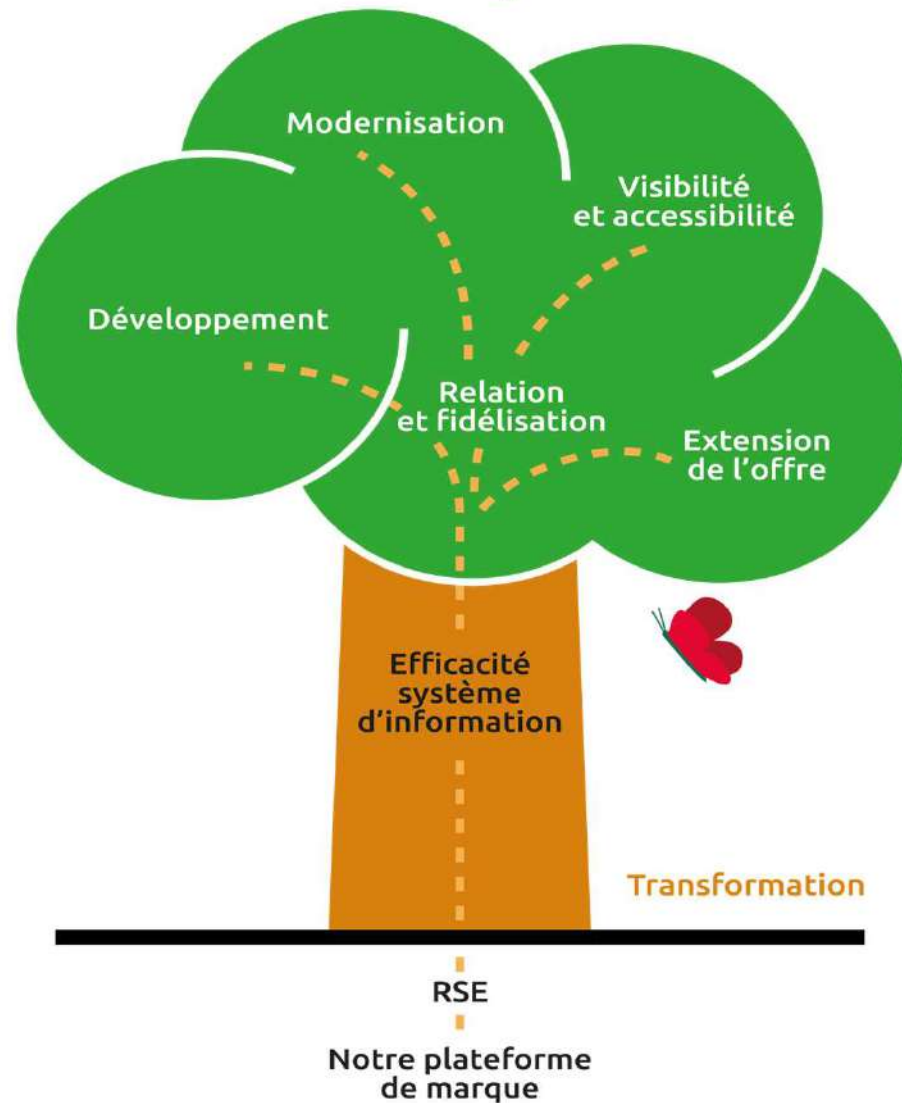 Modernisation
Visibilité
et accessibilité
Développement
Relation
et fidélisation
Extension
de l'offre
Efficacité
système
d'information
Transformation
RSE
Notre plateforme
de marque